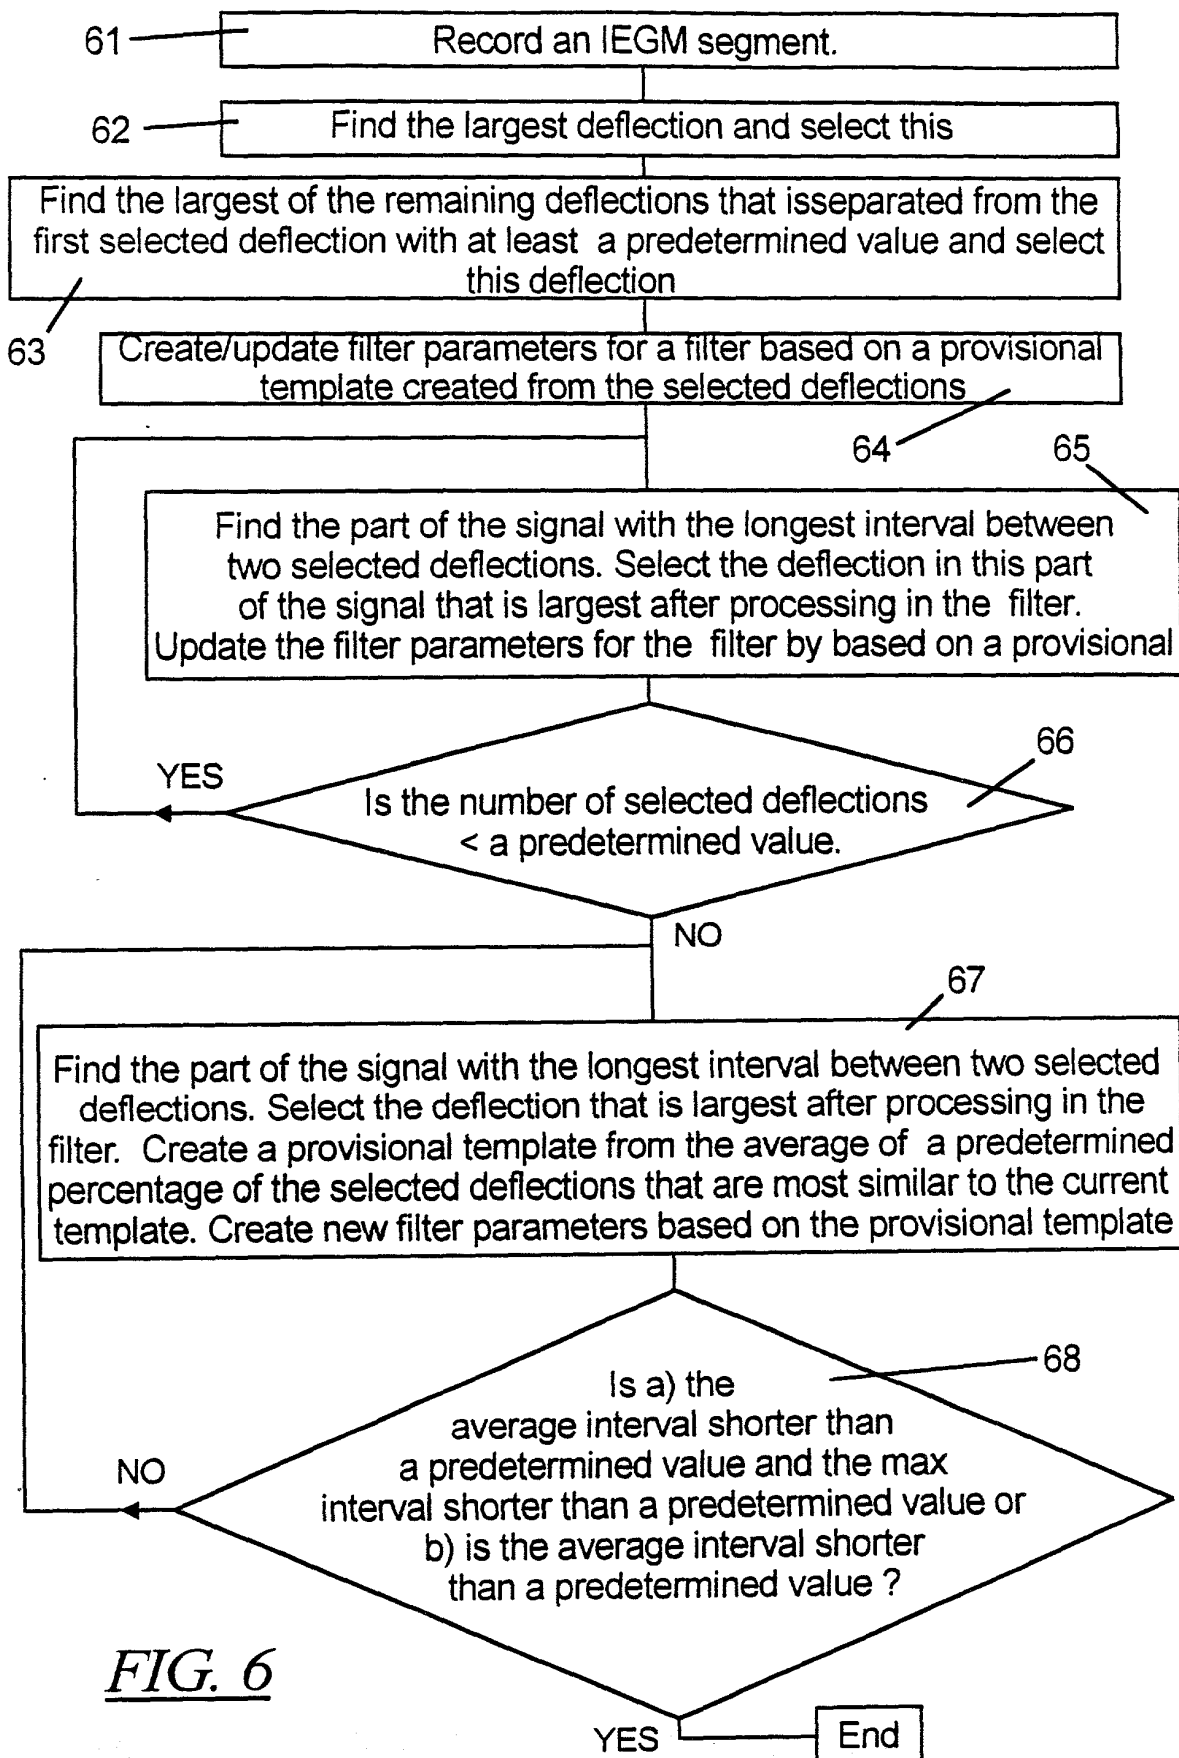 61
Record an IEGM segment.
62
Find the largest deflection and select this
Find the largest of the remaining deflections that isseparated from the
first selected deflection with at least a predetermined value and select
this deflection
63
Create/update filter parameters for a filter based on a provisional
template created from the selected deflections
64
65
Find the part of the signal with the longest interval between
two selected deflections. Select the deflection in this part
of the signal that is largest after processing in the filter.
Update the filter parameters for the filter by based on a provisional
66
YES
Is the number of selected deflections
< a predetermined value.
NO
67
Find the part of the signal with the longest interval between two selected
deflections. Select the deflection that is largest after processing in the
filter. Create a provisional template from the average of a predetermined
percentage of the selected deflections that are most similar to the current
template. Create new filter parameters based on the provisional template
68
Is a) the
average interval shorter than
a predetermined value and the max
interval shorter than a predetermined value or
b) is the average interval shorter
than a predetermined value ?
NO
FIG. 6
YES
End